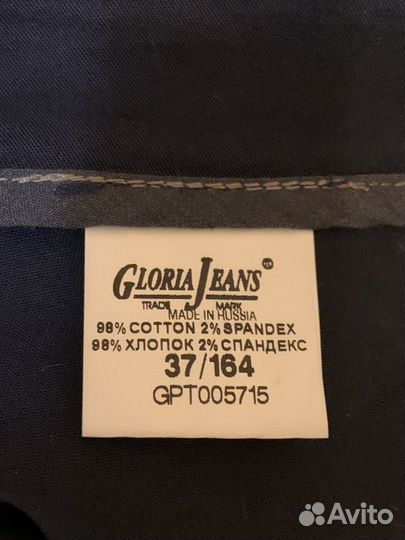 GLORIA JEANS
TRADE MARK
MADE IN RUSSIA
98% COTTON 2% SPANDEX
98% ХЛОПОК 2% СПАНДЕКС
37/164
GPT005715
Avito